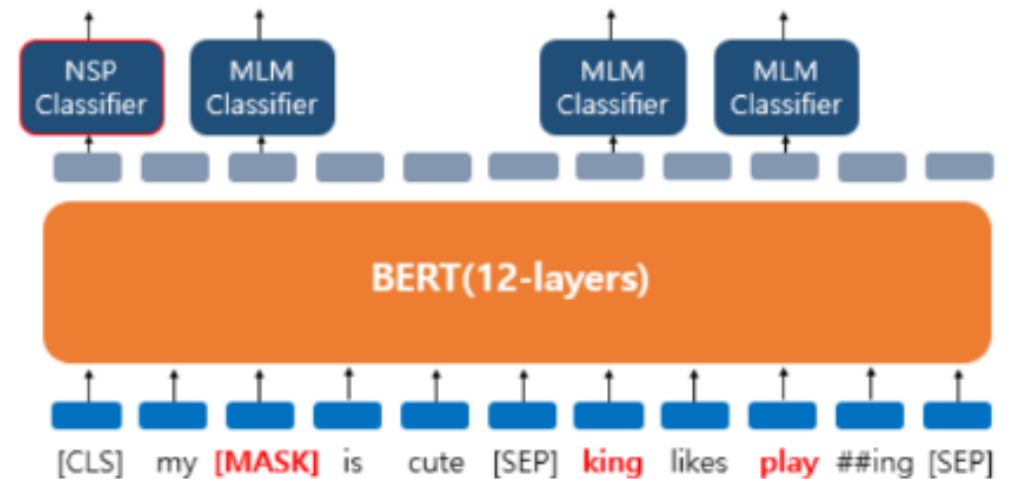 NSP
Classifier
MLM
Classifier
MLM
Classifier
MLM
Classifier
BERT(12-layers)
[CLS] my [MASK] is cute [SEP] king likes play ##ing [SEP]